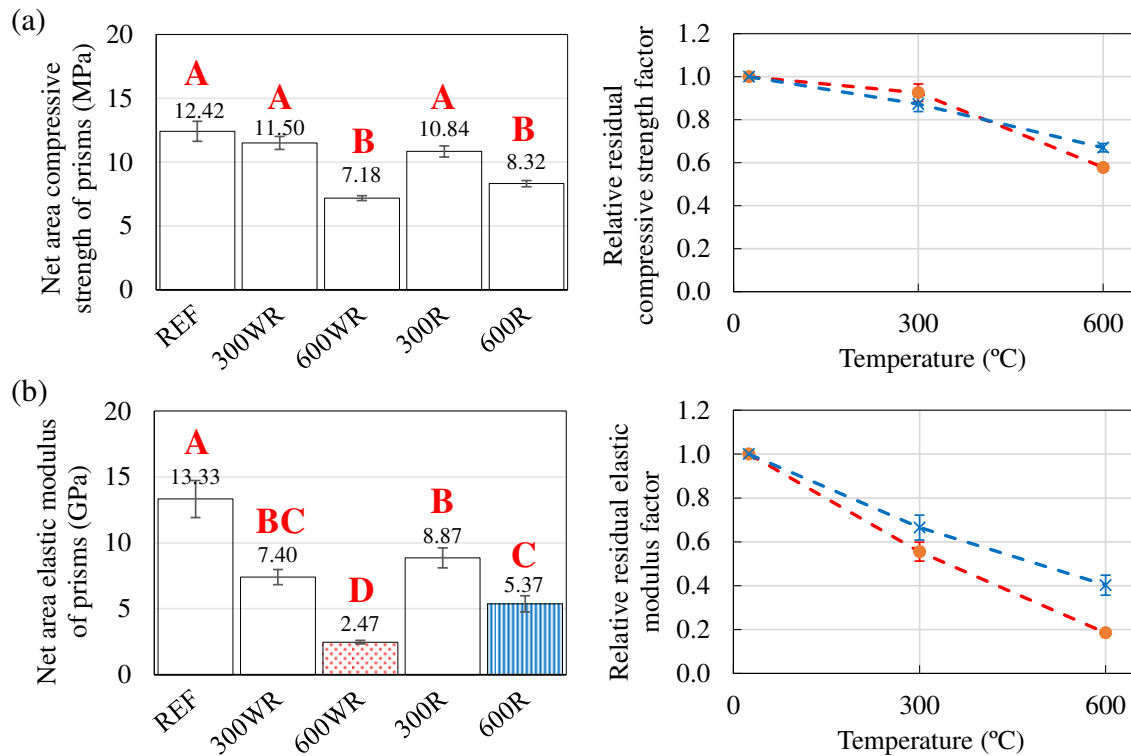 (a)
Net area compressive
strength of prisms (MPa)
20
15
10
5
0
A
12.42
A
11.50
B
7.18
A
10.84
B
8.32
REF
300WR
600WR
300R
600R
Relative residual
compressive strength factor
1.2
1.0
0.8
0.6
0.4
0.2
0.0
0
300
600
Temperature (ºC)
(b)
Net area elastic modulus
of prisms (GPa)
20
15
10
5
0
A
13.33
BC
7.40
D
2.47
B
8.87
C
5.37
REF
300WR
600WR
300R
600R
Relative residual elastic
modulus factor
1.2
1.0
0.8
0.6
0.4
0.2
0.0
0
300
600
Temperature (ºC)